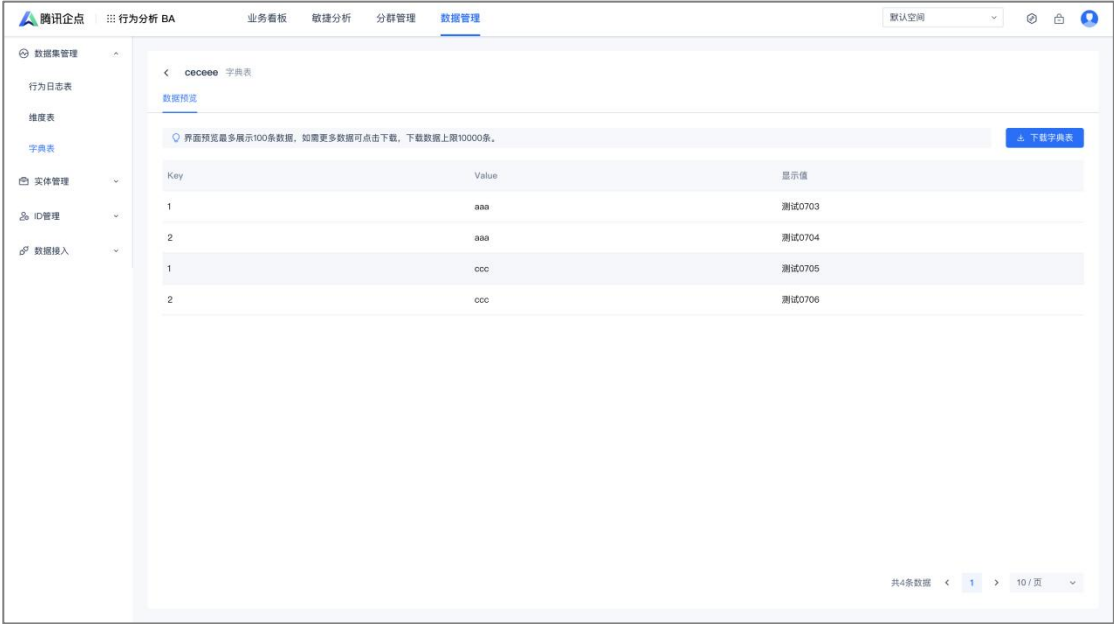 腾讯企点 行为分析 BA 业务看板 敏捷分析 分群管理 数据管理 默认空间
数据集管理
行为日志表
维度表
字典表
实体管理
ID管理
数据接入
ceceee 字典表
数据预览
界面预览最多展示100条数据，如需更多数据可点击下载，下载数据上限10000条。 下载字典表
Key Value 显示值
1 aaa 测试0703
2 aaa 测试0704
1 ccc 测试0705
2 ccc 测试0706
共4条数据 1 10 / 页